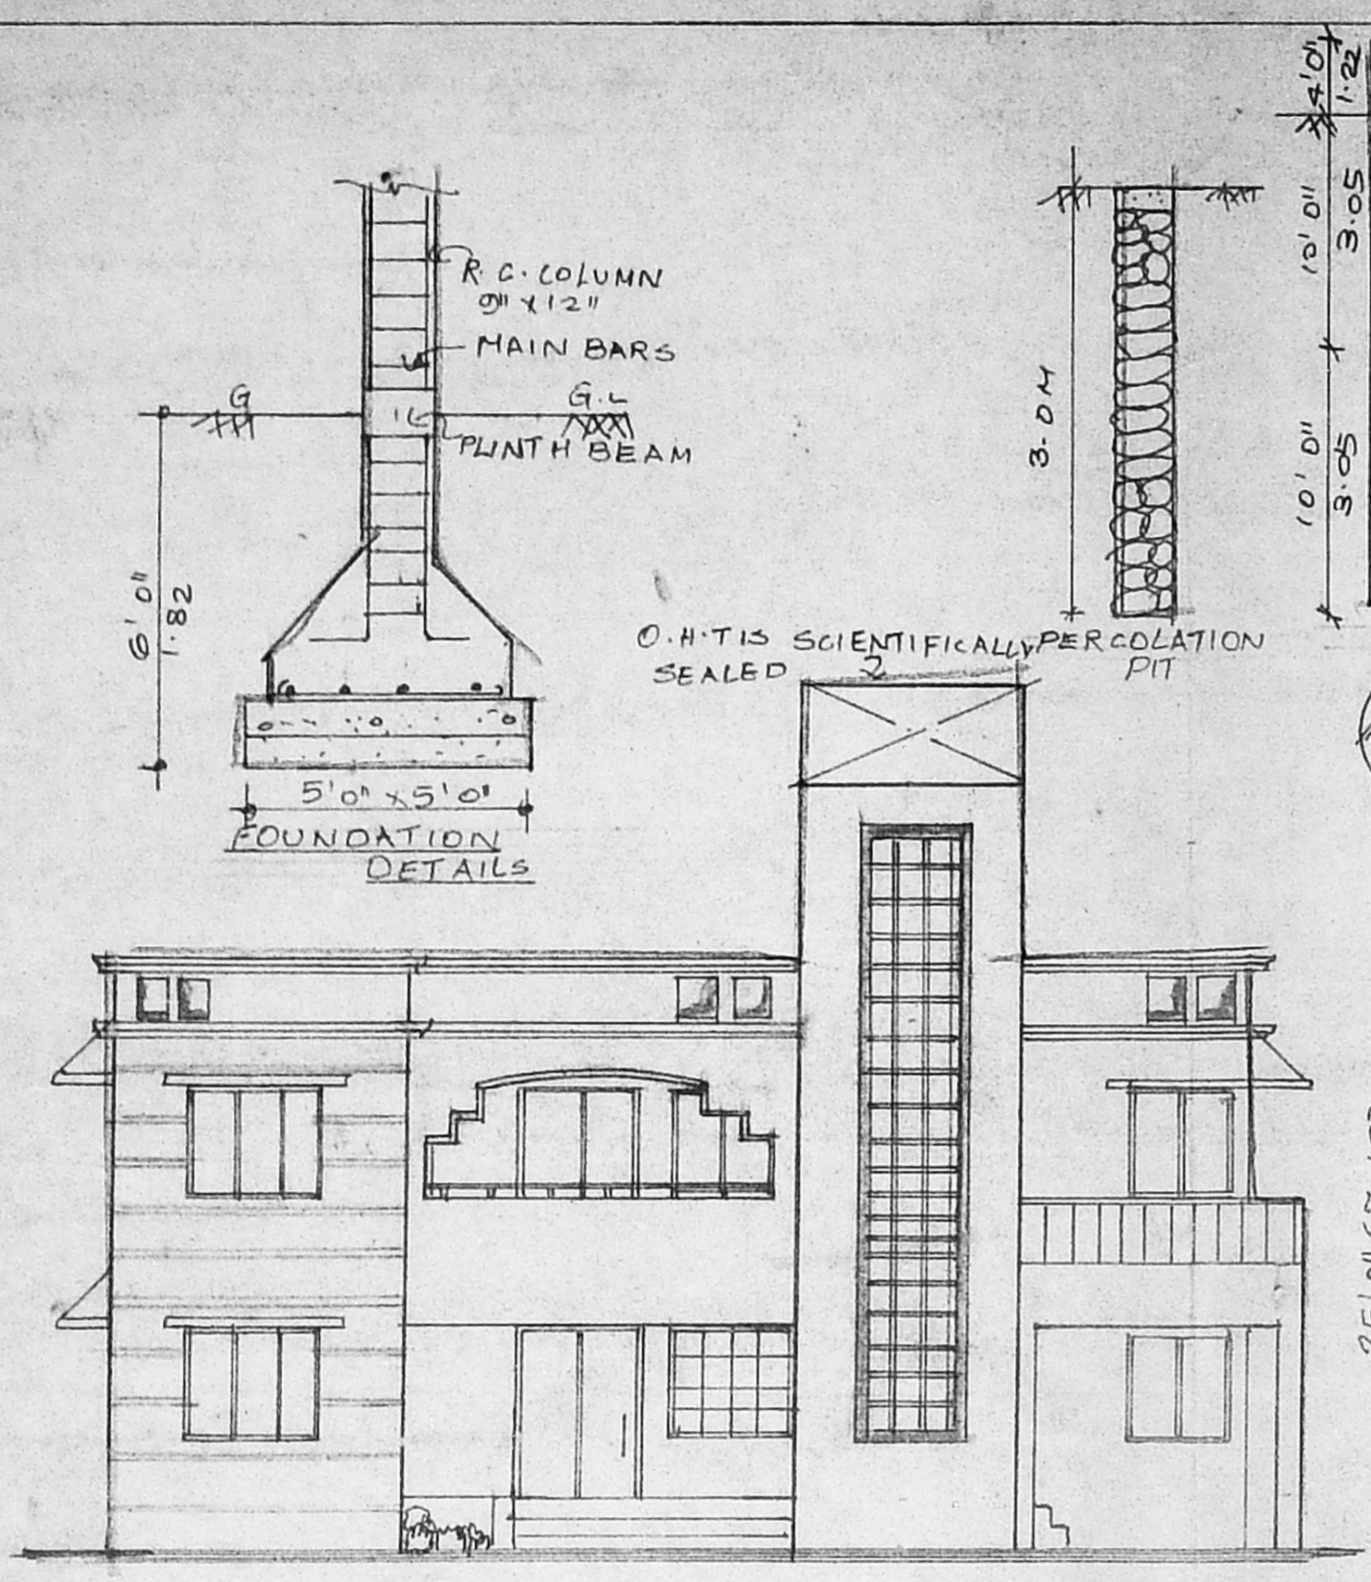 R.C. COLUMN
9" x 12"
MAIN BARS
G
G.L
PLINTH BEAM
6'0"
1.82
5'0" x 5'0"
FOUNDATION
DETAILS
3.0M
PERCOLATION
PIT
O.H.T IS SCIENTIFICALLY
SEALED
4'0"
1.22
10'0"
3.05
10'0"
3.05